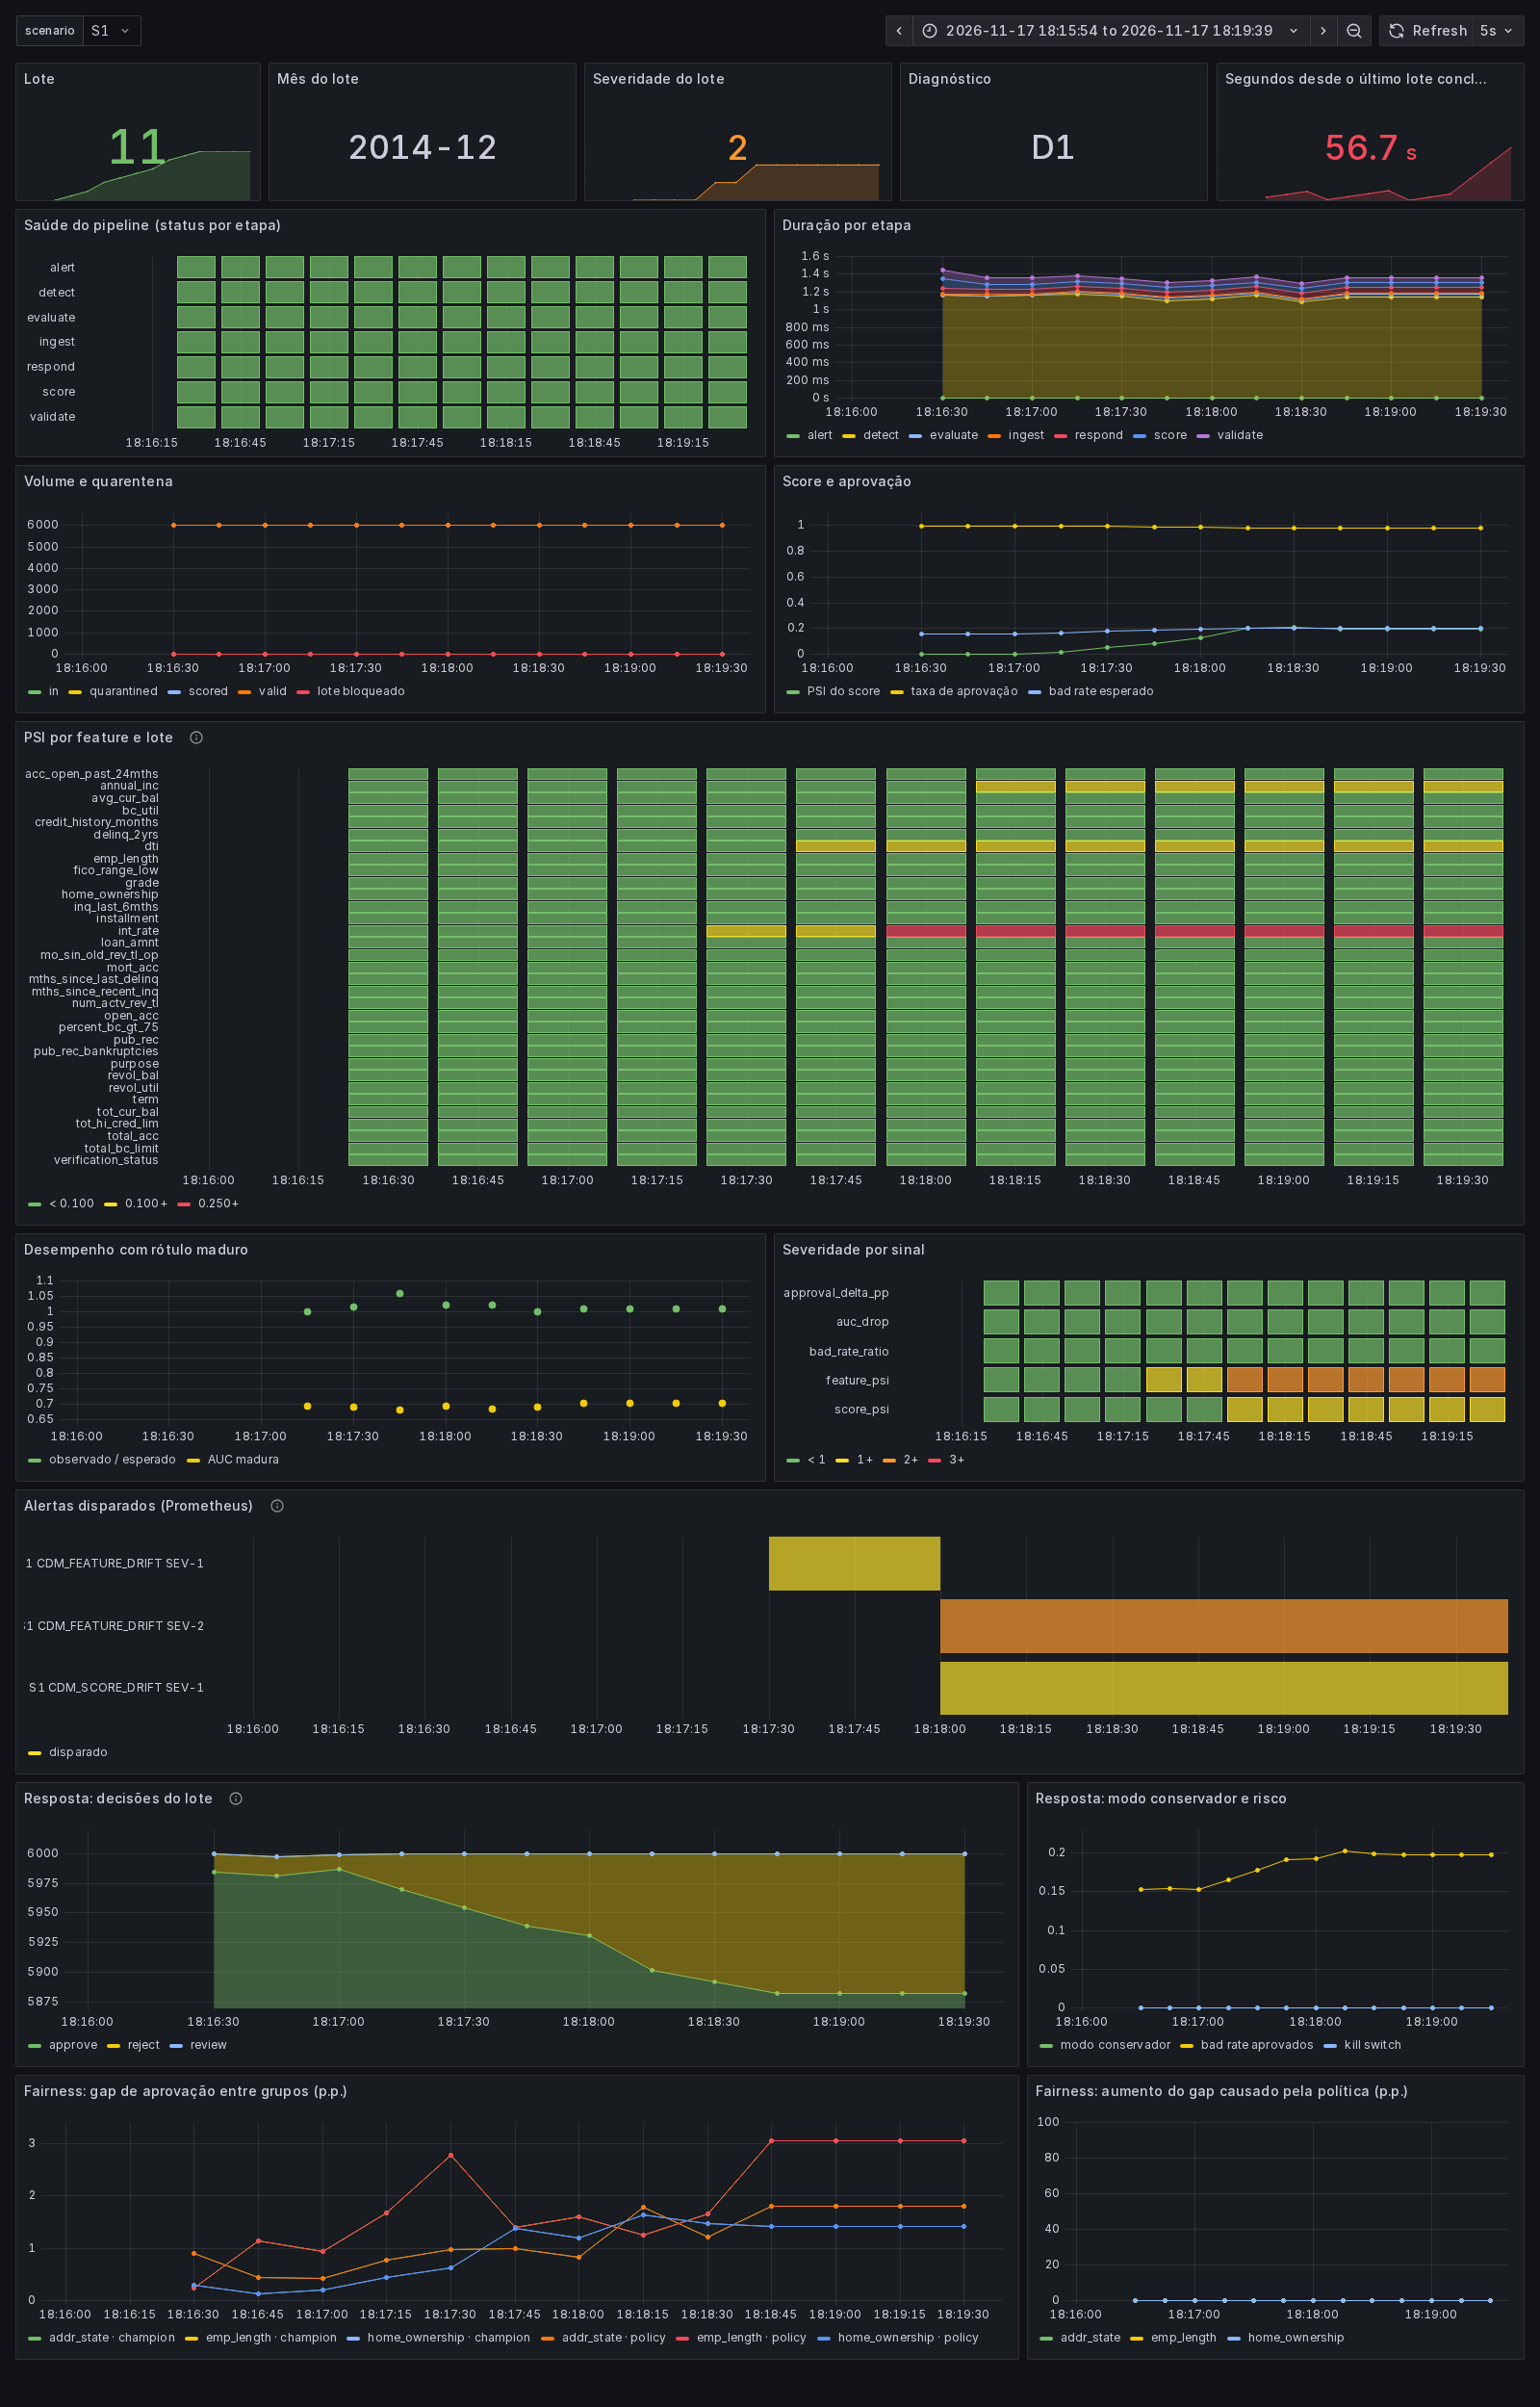 scenario S1 2026-11-17 18:15:54 to 2026-11-17 18:19:39 Refresh 5s
Lote Mês do lote Severidade do lote Diagnóstico Segundos desde o último lote concl...
11 2014-12 2 D1 56.7 s
Saúde do pipeline (status por etapa)
alert
detect
evaluate
ingest
respond
score
validate
18:16:15 18:16:45 18:17:15 18:17:45 18:18:15 18:18:45 18:19:15
Duração por etapa
1.6 s
1.4 s
1.2 s
1 s
800 ms
600 ms
400 ms
200 ms
0 s
18:16:00 18:16:30 18:17:00 18:17:30 18:18:00 18:18:30 18:19:00 18:19:30
alert detect evaluate ingest respond score validate
Volume e quarentena
6000
5000
4000
3000
2000
1000
0
18:16:00 18:16:30 18:17:00 18:17:30 18:18:00 18:18:30 18:19:00 18:19:30
in quarantined scored valid lote bloqueado
Score e aprovação
1
0.8
0.6
0.4
0.2
0
18:16:00 18:16:30 18:17:00 18:17:30 18:18:00 18:18:30 18:19:00 18:19:30
PSI do score taxa de aprovação bad rate esperado
PSI por feature e lote
acc_open_past_24mths
annual_inc
avg_cur_bal
bc_util
credit_history_months
delinq_2yrs
dti
emp_length
fico_range_low
grade
home_ownership
inq_last_6mths
installment
int_rate
loan_amnt
mo_sin_old_rev_tl_op
mort_acc
mths_since_last_delinq
mths_since_recent_inq
num_actv_rev_tl
open_acc
percent_bc_gt_75
pub_rec
pub_rec_bankruptcies
purpose
revol_bal
revol_util
term
tot_cur_bal
tot_hi_cred_lim
total_acc
total_bc_limit
verification_status
18:16:00 18:16:15 18:16:30 18:16:45 18:17:00 18:17:15 18:17:30 18:17:45 18:18:00 18:18:15 18:18:30 18:18:45 18:19:00 18:19:15 18:19:30
< 0.100 0.100+ 0.250+
Desempenho com rótulo maduro
1.1
1.05
1
0.95
0.9
0.85
0.8
0.75
0.7
0.65
18:16:00 18:16:30 18:17:00 18:17:30 18:18:00 18:18:30 18:19:00 18:19:30
observado / esperado AUC madura
Severidade por sinal
approval_delta_pp
auc_drop
bad_rate_ratio
feature_psi
score_psi
18:16:15 18:16:45 18:17:15 18:17:45 18:18:15 18:18:45 18:19:15
< 1 1+ 2+ 3+
Alertas disparados (Prometheus)
1 CDM_FEATURE_DRIFT SEV-1
1 CDM_FEATURE_DRIFT SEV-2
S1 CDM_SCORE_DRIFT SEV-1
18:16:00 18:16:15 18:16:30 18:16:45 18:17:00 18:17:15 18:17:30 18:17:45 18:18:00 18:18:15 18:18:30 18:18:45 18:19:00 18:19:15 18:19:30
disparado
Resposta: decisões do lote
6000
5975
5950
5925
5900
5875
18:16:00 18:16:30 18:17:00 18:17:30 18:18:00 18:18:30 18:19:00 18:19:30
approve reject review
Resposta: modo conservador e risco
0.2
0.15
0.1
0.05
0
18:16:00 18:17:00 18:18:00 18:19:00
modo conservador bad rate aprovados kill switch
Fairness: gap de aprovação entre grupos (p.p.)
3
2
1
0
18:16:00 18:16:15 18:16:30 18:16:45 18:17:00 18:17:15 18:17:30 18:17:45 18:18:00 18:18:15 18:18:30 18:18:45 18:19:00 18:19:15 18:19:30
addr_state · champion emp_length · champion home_ownership · champion addr_state · policy emp_length · policy home_ownership · policy
Fairness: aumento do gap causado pela política (p.p.)
100
80
60
40
20
0
18:16:00 18:17:00 18:18:00 18:19:00
addr_state emp_length home_ownership